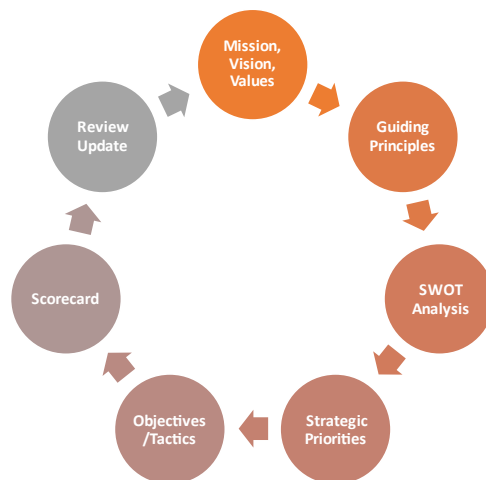 Mission,
Vision,
Values
Guiding
Principles
SWOT
Analysis
Strategic
Priorities
Objectives
/Tactics
Scorecard
Review
Update